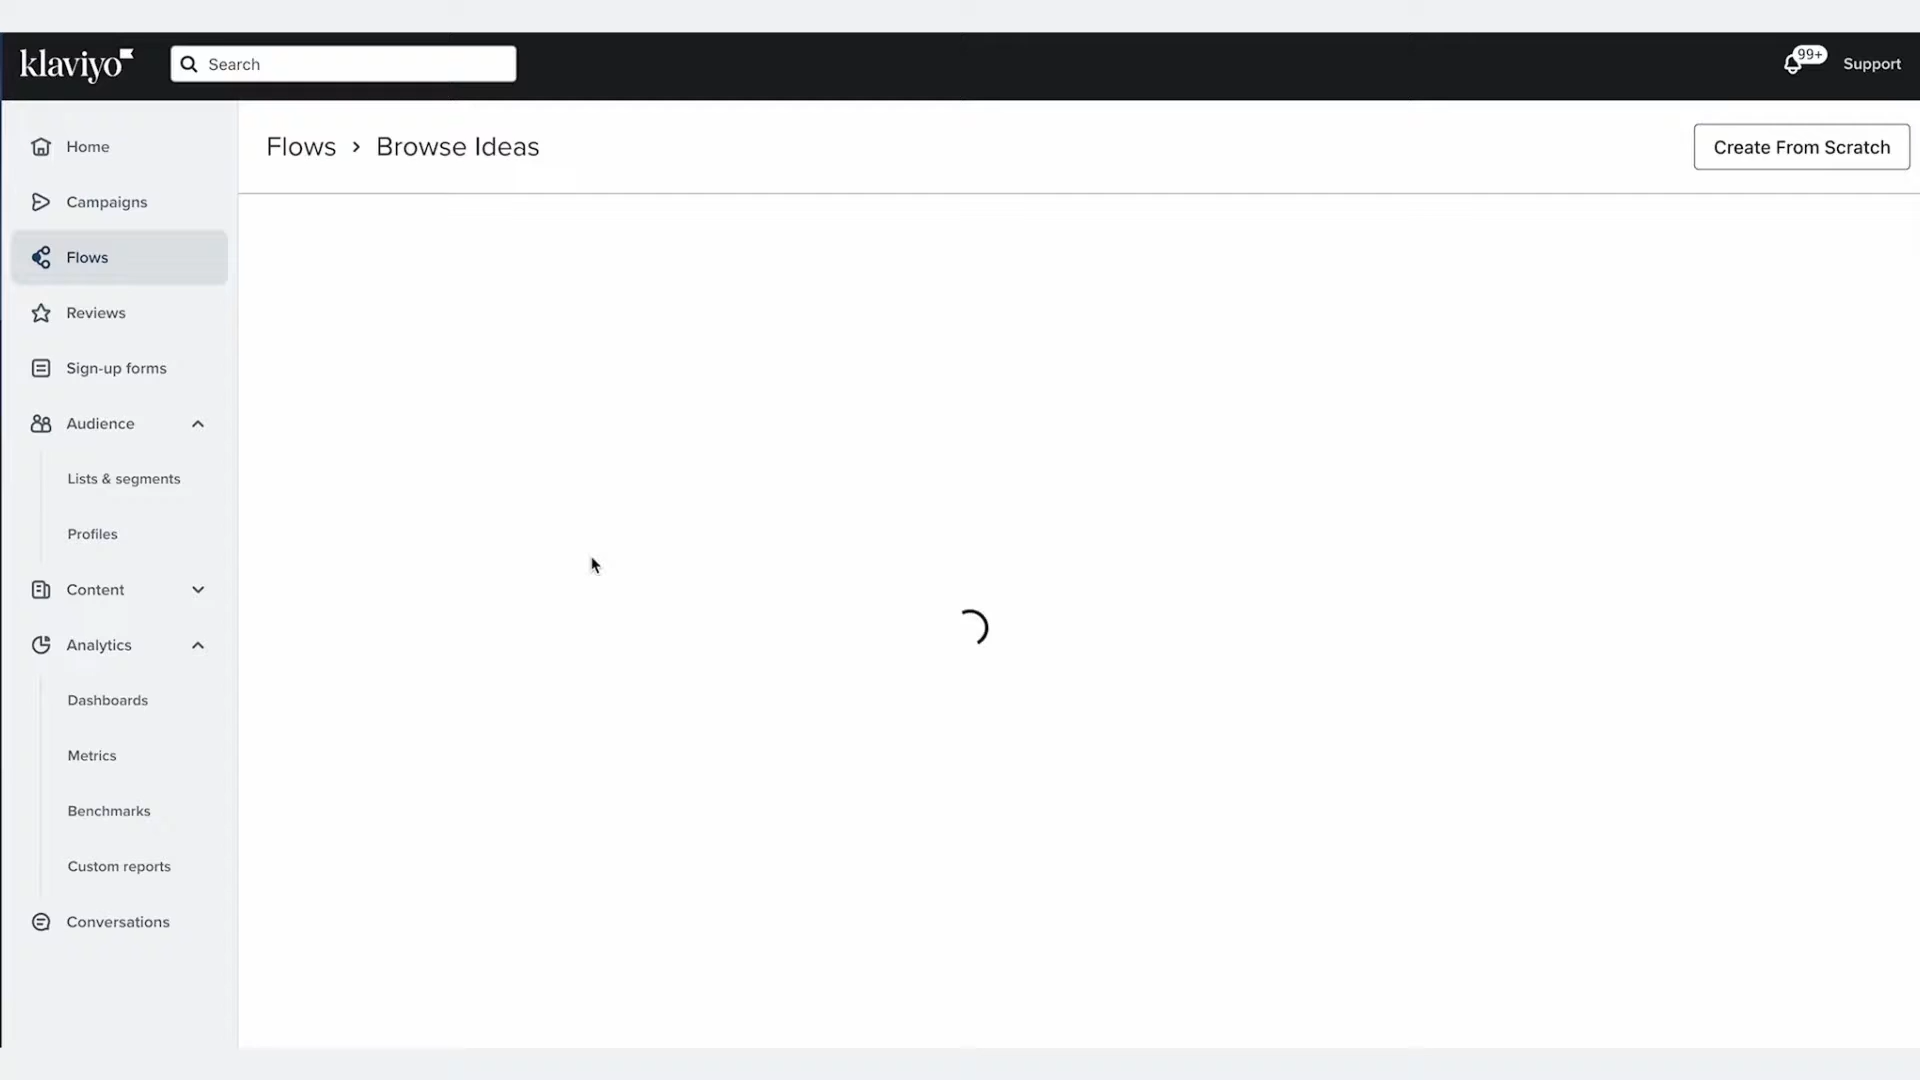 klaviyo
Search
99+
Support
Home
Campaigns
Flows
Reviews
Sign-up forms
Audience
Lists & segments
Profiles
Content
Analytics
Dashboards
Metrics
Benchmarks
Custom reports
Conversations
Flows › Browse Ideas
Create From Scratch